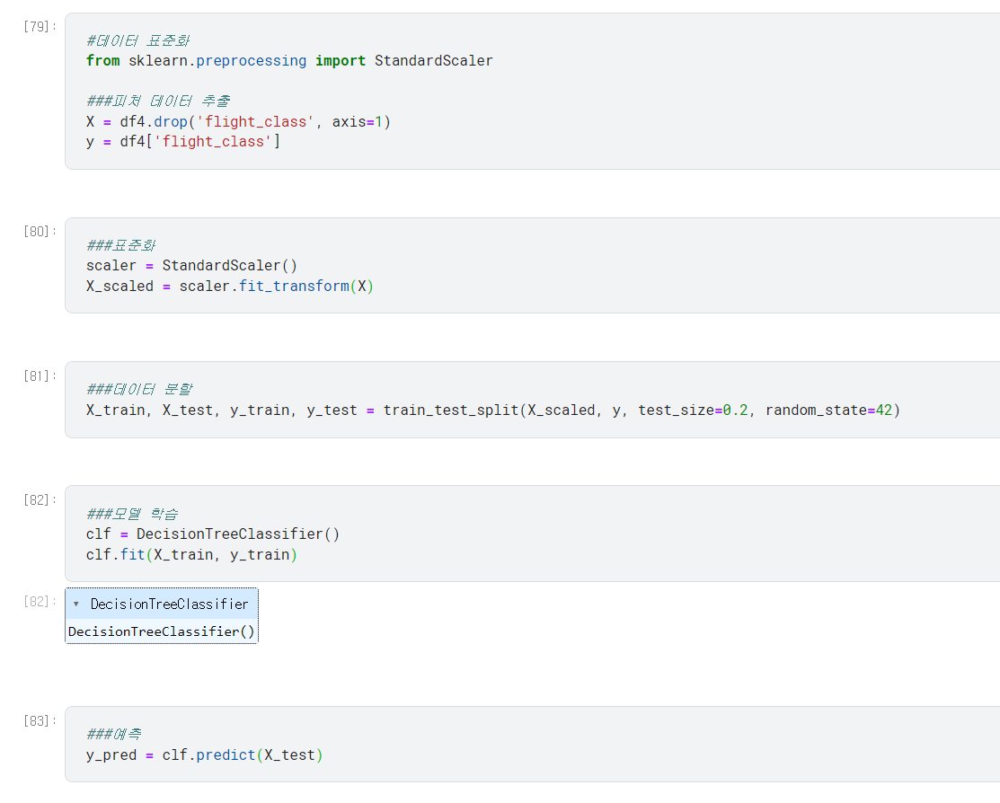 [79]:
#데이터 표준화
from sklearn.preprocessing import StandardScaler
###피처 데이터 추출
X = df4.drop('flight_class', axis=1)
y = df4['flight_class']
[80]:
###표준화
scaler = StandardScaler()
X_scaled = scaler.fit_transform(X)
[81]:
###데이터 분할
X_train, X_test, y_train, y_test = train_test_split(X_scaled, y, test_size=0.2, random_state=42)
[82]:
###모델 학습
clf = DecisionTreeClassifier()
clf.fit(X_train, y_train)
[82]:
▾ DecisionTreeClassifier
DecisionTreeClassifier()
[83]:
###예측
y_pred = clf.predict(X_test)